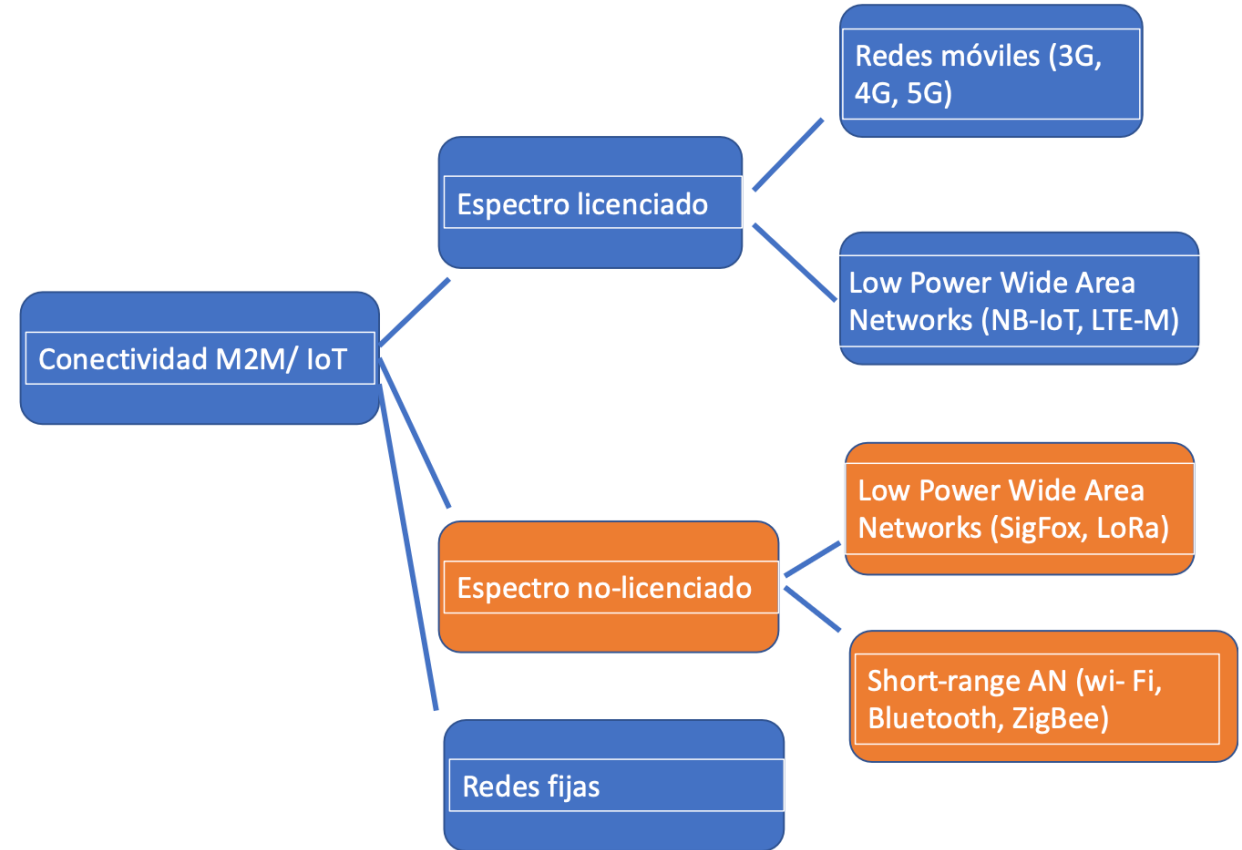 Conectividad M2M/ IoT
Espectro licenciado
Redes móviles (3G,
4G, 5G)
Low Power Wide Area
Networks (NB-IoT, LTE-M)
Espectro no-licenciado
Low Power Wide Area
Networks (SigFox, LoRa)
Short-range AN (wi- Fi,
Bluetooth, ZigBee)
Redes fijas